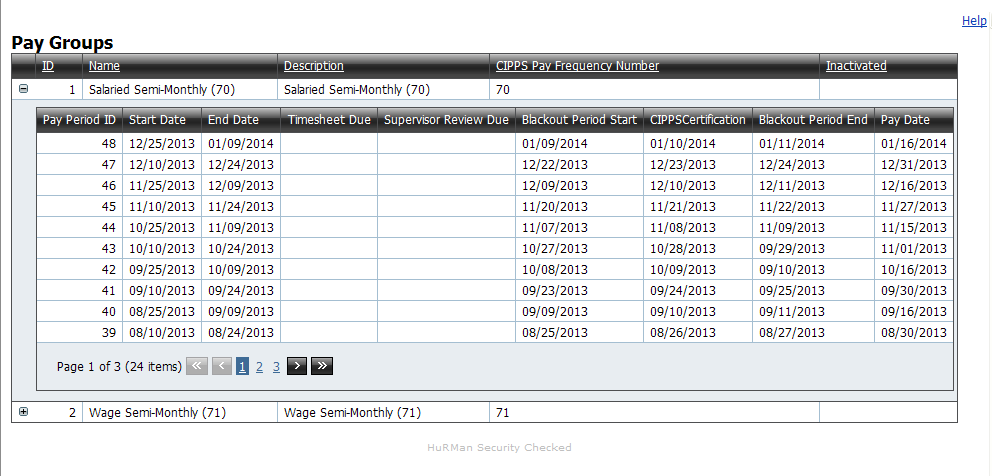 Help
Pay Groups
ID Name Description CIPPS Pay Frequency Number Inactivated
1 Salaried Semi-Monthly (70) Salaried Semi-Monthly (70) 70
Pay Period ID Start Date End Date Timesheet Due Supervisor Review Due Blackout Period Start CIPPSCertification Blackout Period End Pay Date
48 12/25/2013 01/09/2014 01/09/2014 01/10/2014 01/11/2014 01/16/2014
47 12/10/2013 12/24/2013 12/22/2013 12/23/2013 12/24/2013 12/31/2013
46 11/25/2013 12/09/2013 12/09/2013 12/10/2013 12/11/2013 12/16/2013
45 11/10/2013 11/24/2013 11/20/2013 11/21/2013 11/22/2013 11/27/2013
44 10/25/2013 11/09/2013 11/07/2013 11/08/2013 11/09/2013 11/15/2013
43 10/10/2013 10/24/2013 10/27/2013 10/28/2013 09/29/2013 11/01/2013
42 09/25/2013 10/09/2013 10/08/2013 10/09/2013 09/10/2013 10/16/2013
41 09/10/2013 09/24/2013 09/23/2013 09/24/2013 09/25/2013 09/30/2013
40 08/25/2013 09/09/2013 09/09/2013 09/10/2013 09/11/2013 09/16/2013
39 08/10/2013 08/24/2013 08/25/2013 08/26/2013 08/27/2013 08/30/2013
Page 1 of 3 (24 items) 1 2 3
2 Wage Semi-Monthly (71) Wage Semi-Monthly (71) 71
HuRMan Security Checked